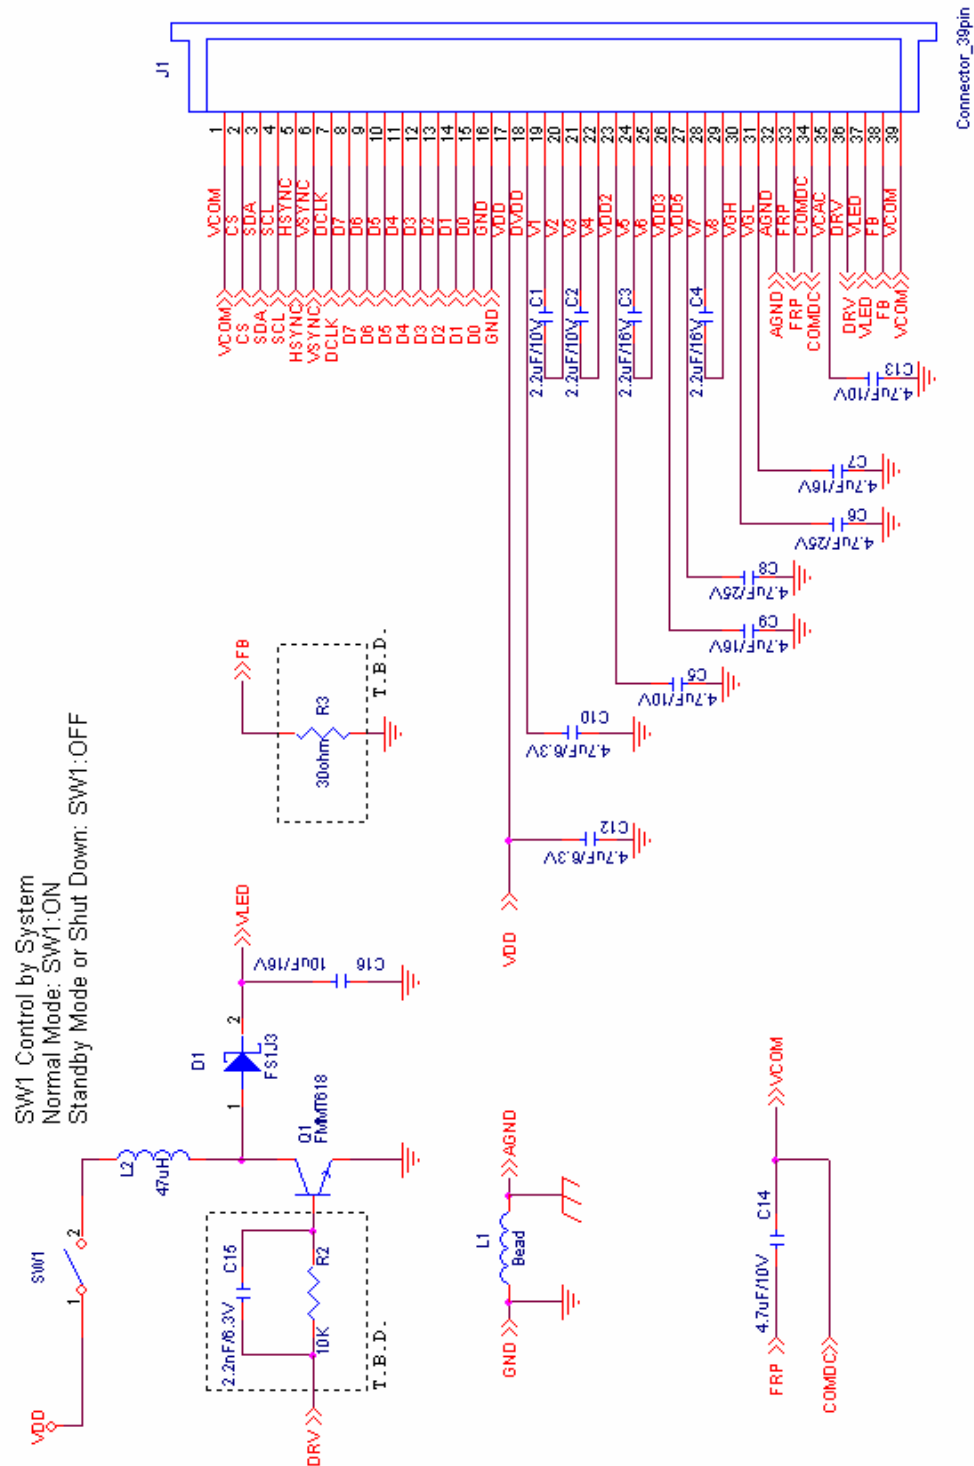 SW1 Control by System
Normal Mode: SW1:ON
Standby Mode or Shut Down: SW1:OFF
VDD
SW1
1
2
L2
47uH
D1
1
2
FS1J3
VLED
10uF/16V
C16
Q1
FMMT618
C15
2.2nF/6.3V
R2
10K
T.B.D.
DRV
FB
R3
30ohm
T.B.D.
GND
L1
Bead
AGND
FRP
4.7uF/10V
C14
VCOM
COMDC
VDD
C12
4.7uF/6.3V
C10
4.7uF/6.3V
C5
4.7uF/10V
C9
4.7uF/16V
C8
4.7uF/25V
C6
4.7uF/25V
C7
4.7uF/16V
C13
4.7uF/10V
2.2uF/10V
C1
2.2uF/10V
C2
2.2uF/16V
C3
2.2uF/16V
C4
VCOM
CS
SDA
SCL
HSYNC
VSYNC
DCLK
D7
D6
D5
D4
D3
D2
D1
D0
GND
AGND
FRP
COMDC
DRV
VLED
FB
VCOM
J1
VCOM 1
CS 2
SDA 3
SCL 4
HSYNC 5
VSYNC 6
DCLK 7
D7 8
D6 9
D5 10
D4 11
D3 12
D2 13
D1 14
D0 15
GND 16
VDD 17
DVDD 18
V1 19
V2 20
V3 21
V4 22
VDD2 23
V5 24
V6 25
VDD3 26
VDD5 27
V7 28
V8 29
VGH 30
VGL 31
AGND 32
FRP 33
COMDC 34
VCAC 35
DRV 36
VLED 37
FB 38
VCOM 39
Connector_39pin